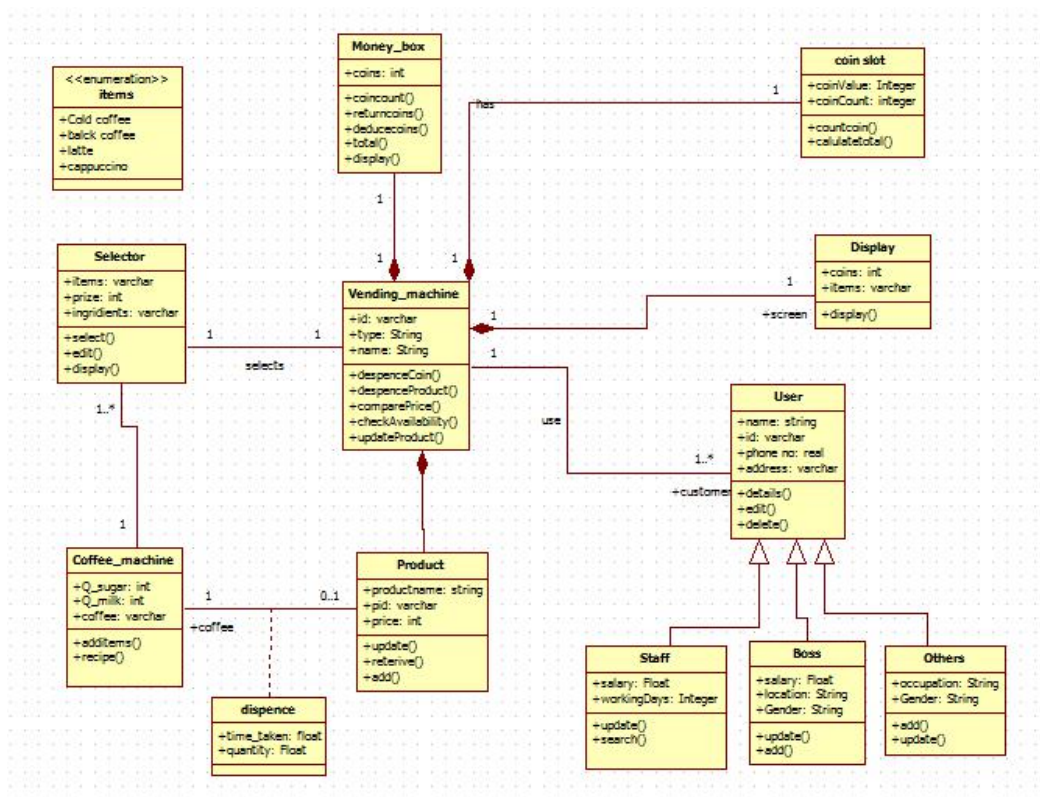 Money_box
+coins: int
+coincount()
+returncoins()
+deducecoins()
+total()
+display()
coin slot
+coinValue: Integer
+coinCount: integer
+countcoin()
+calulatetotal()
<<enumeration>>
items
+Cold coffee
+balck coffee
+latte
+cappuccino
1
has
1
1
1
Selector
+items: varchar
+prize: int
+ingridients: varchar
+select()
+edit()
+display()
Vending_machine
+id: varchar
+type: String
+name: String
+despenceCoin()
+despenceProduct()
+comparePrice()
+checkAvailability()
+updateProduct()
Display
+coins: int
+items: varchar
+display()
1
1
+screen
1
1
selects
1
use
1..*
+customer
User
+name: string
+id: varchar
+phone no: real
+address: varchar
+details()
+edit()
+delete()
1..*
1
Coffee_machine
+Q_sugar: int
+Q_milk: int
+coffee: varchar
+additems()
+recipe()
1
+coffee
0..1
Product
+productname: string
+pid: varchar
+price: int
+update()
+reterive()
+add()
dispence
+time_taken: float
+quantity: Float
Staff
+salary: Float
+workingDays: Integer
+update()
+search()
Boss
+salary: Float
+location: String
+Gender: String
+update()
+add()
Others
+occupation: String
+Gender: String
+add()
+update()